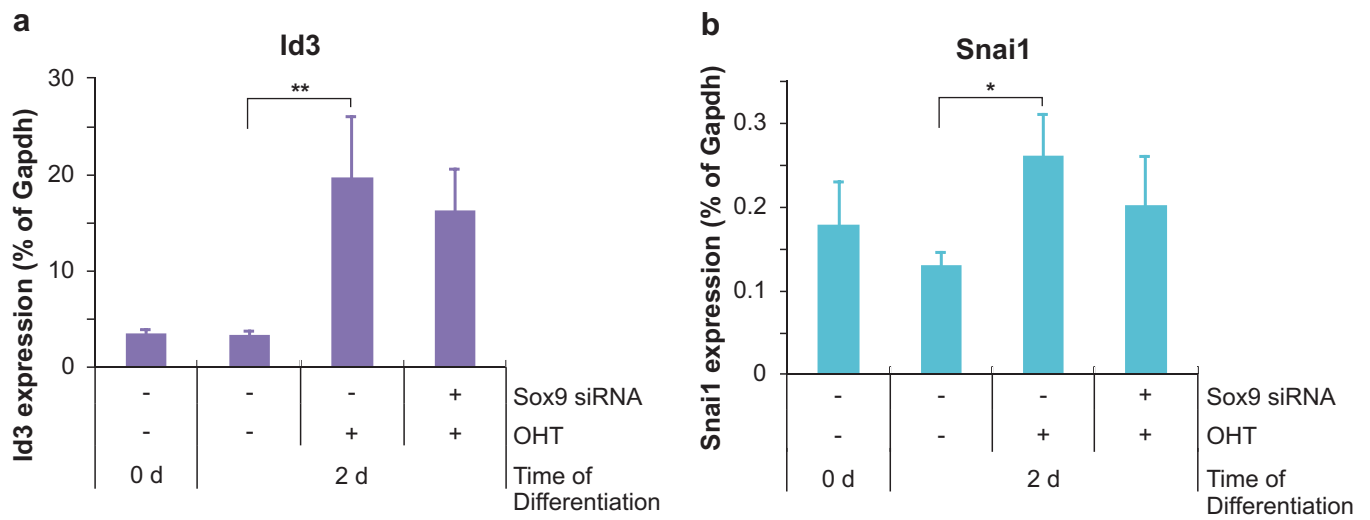 a
Id3
Id3 expression (% of Gapdh)
30
20
10
0
**
- - - + Sox9 siRNA
- - + + OHT
0 d 2 d Time of
Differentiation
b
Snai1
Snai1 expression (% of Gapdh)
0.3
0.2
0.1
0
*
- - - + Sox9 siRNA
- - + + OHT
0 d 2 d Time of
Differentiation